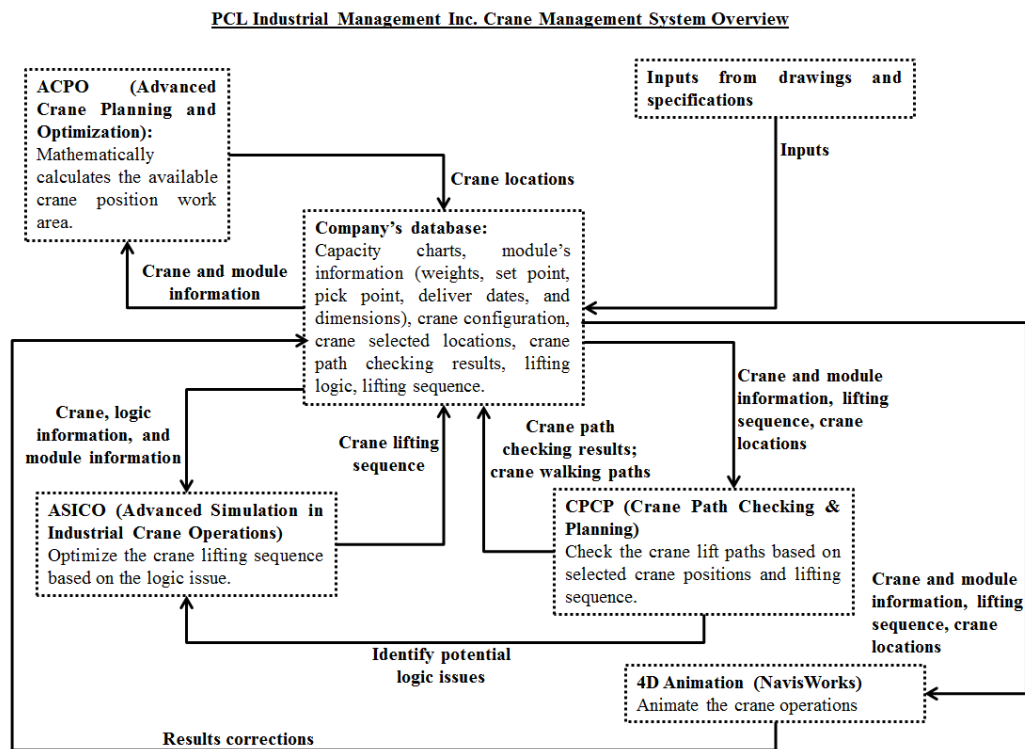 PCL Industrial Management Inc. Crane Management System Overview
ACPO (Advanced
Crane Planning and
Optimization):
Mathematically
calculates the available
crane position work
area.
Inputs from drawings and
specifications
Inputs
Crane locations
Crane and module
information
Company's database:
Capacity charts, module's
information (weights, set point,
pick point, deliver dates, and
dimensions), crane configuration,
crane selected locations, crane
path checking results, lifting
logic, lifting sequence.
Crane and module
information, lifting
sequence, crane
locations
Crane, logic
information, and
module information
Crane lifting
sequence
Crane path
checking results;
crane walking paths
ASICO (Advanced Simulation in
Industrial Crane Operations)
Optimize the crane lifting sequence
based on the logic issue.
CPCP (Crane Path Checking &
Planning)
Check the crane lift paths based on
selected crane positions and lifting
sequence.
Crane and module
information, lifting
sequence, crane
locations
Identify potential
logic issues
4D Animation (NavisWorks)
Animate the crane operations
Results corrections